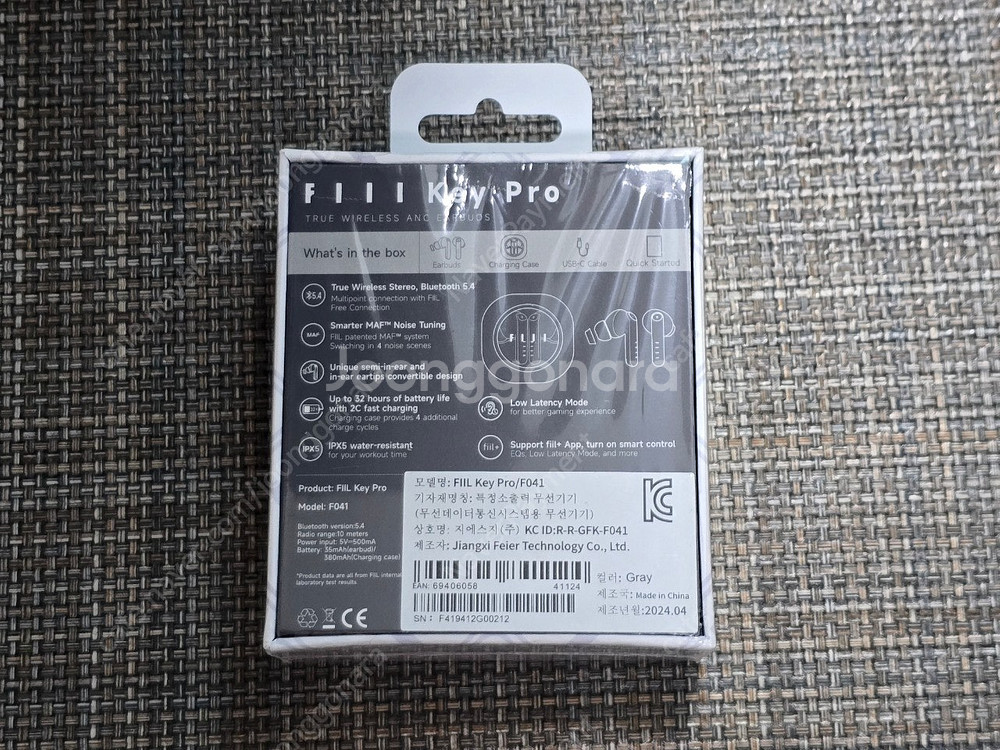 FIIL Key Pro
TRUE WIRELESS ANC EARBUDS
What's in the box
Earbuds
Charging Case
USB-C Cable
Quick Started
5.4
True Wireless Stereo, Bluetooth 5.4
Multipoint connection with FIIL
Free Connection
MAF
Smarter MAF™ Noise Tuning
FIIL patented MAF™ system
Switching in 4 noise scenes
Unique semi-in-ear and
in-ear eartips convertible design
Up to 32 hours of battery life
with 2C fast charging
Charging case provides 4 additional
charge cycles
IPX5
IPX5 water-resistant
for your workout time
FIIL
Low Latency Mode
for better gaming experience
fiil+
Support fiil+ App, turn on smart control
EQs, Low Latency Mode, and more
joonggonara
Product: FIIL Key Pro
Model: F041
Bluetooth version:5.4
Radio range:10 meters
Power input: 5V⎓500mA
Battery: 35mAh(earbud)/
380mAh(Charging case)
*Product data are all from FIIL internal
laboratory test results.
CE
모델명: FIIL Key Pro/F041
기자재명칭: 특정소출력 무선기기
(무선데이터통신시스템용 무선기기)
상호명: 지에스지(주) KC ID:R-R-GFK-F041
제조자: Jiangxi Feier Technology Co., Ltd.
EAN: 69406058 41124
SN: F419412G00212
컬러: Gray
제조국: Made in China
제조년월:2024.04